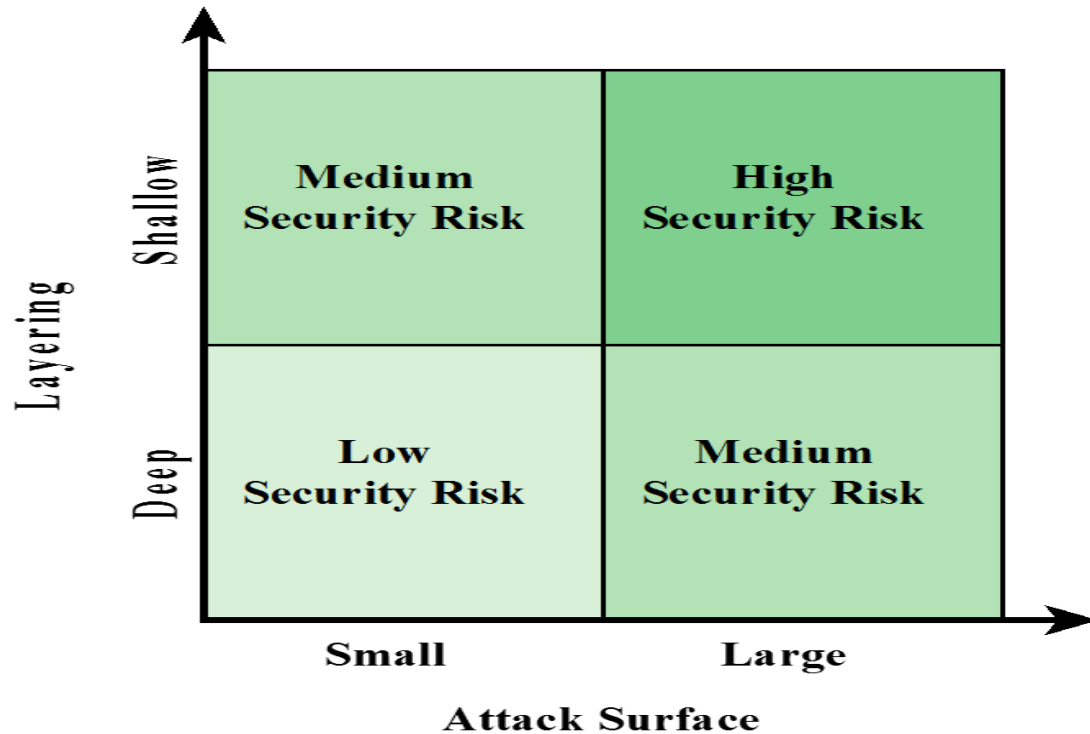 Medium
Security Risk
High
Security Risk
Shallow
Layering
Low
Security Risk
Medium
Security Risk
Deep
Small
Large
Attack Surface